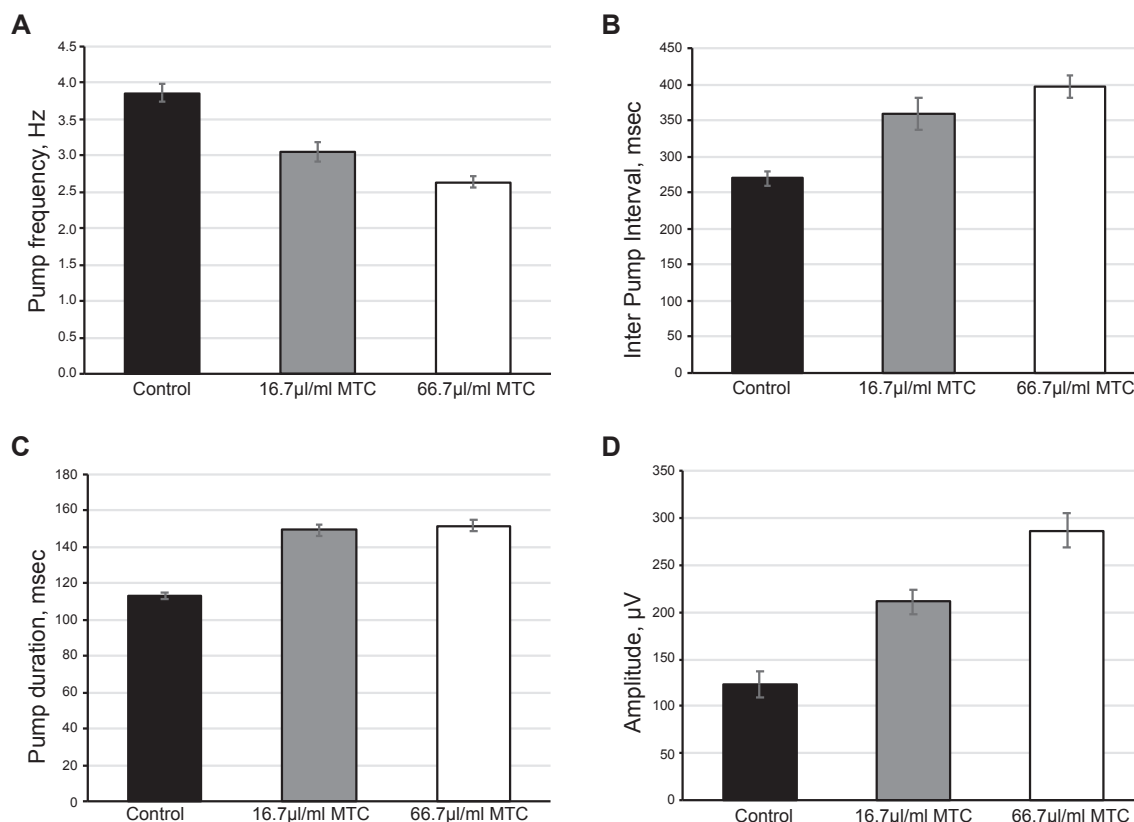 A
Pump frequency, Hz
4.5
4.0
3.5
3.0
2.5
2.0
1.5
1.0
0.5
0.0
Control
16.7µl/ml MTC
66.7µl/ml MTC
B
Inter Pump Interval, msec
450
400
350
300
250
200
150
100
50
0
Control
16.7µl/ml MTC
66.7µl/ml MTC
C
Pump duration, msec
180
160
140
120
100
80
60
40
20
0
Control
16.7µl/ml MTC
66.7µl/ml MTC
D
Amplitude, µV
350
300
250
200
150
100
50
0
Control
16.7µl/ml MTC
66.7µl/ml MTC